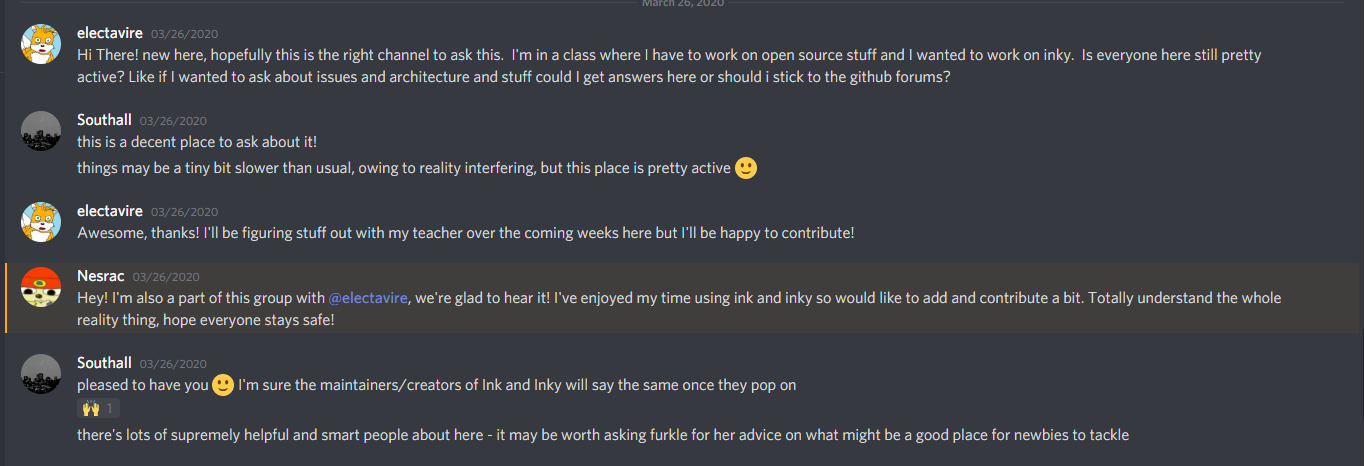 March 26, 2020
electavire 03/26/2020
Hi There! new here, hopefully this is the right channel to ask this. I'm in a class where I have to work on open source stuff and I wanted to work on inky. Is everyone here still pretty
active? Like if I wanted to ask about issues and architecture and stuff could I get answers here or should i stick to the github forums?
Southall 03/26/2020
this is a decent place to ask about it!
things may be a tiny bit slower than usual, owing to reality interfering, but this place is pretty active 🙂
electavire 03/26/2020
Awesome, thanks! I'll be figuring stuff out with my teacher over the coming weeks here but I'll be happy to contribute!
Nesrac 03/26/2020
Hey! I'm also a part of this group with @electavire, we're glad to hear it! I've enjoyed my time using ink and inky so would like to add and contribute a bit. Totally understand the whole
reality thing, hope everyone stays safe!
Southall 03/26/2020
pleased to have you 🙂 I'm sure the maintainers/creators of Ink and Inky will say the same once they pop on
🙌 1
there's lots of supremely helpful and smart people about here - it may be worth asking furkle for her advice on what might be a good place for newbies to tackle